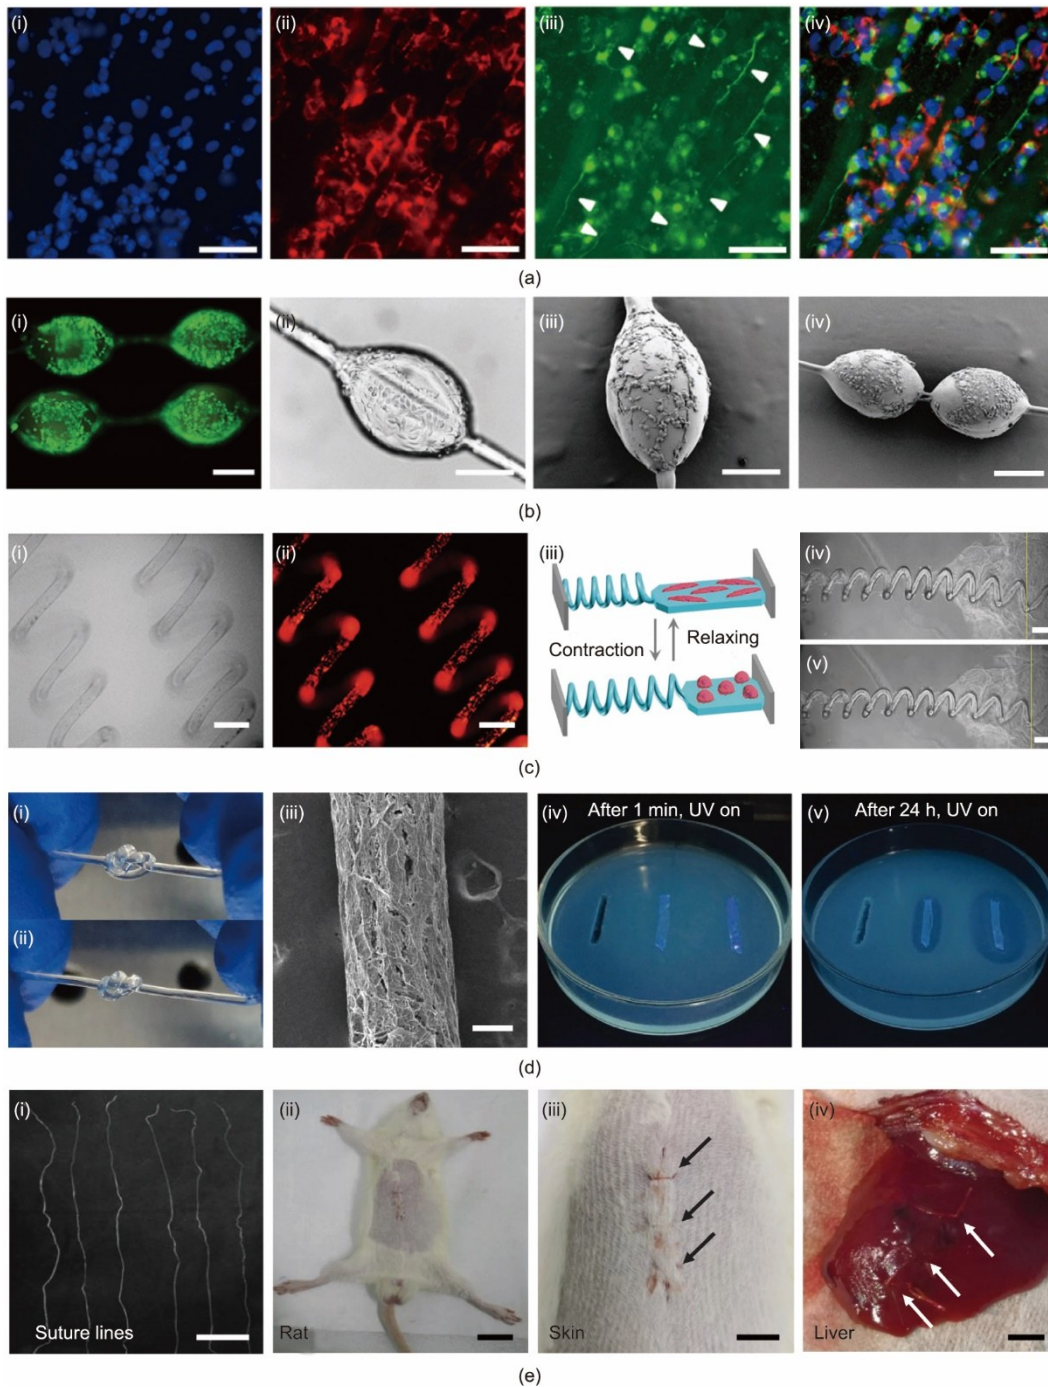 (i) (ii) (iii) (iv)
(a)
(i) (ii) (iii) (iv)
(b)
(i) (ii) (iii) (iv)
Contraction Relaxing
(v)
(c)
(i) (iii) (iv) After 1 min, UV on (v) After 24 h, UV on
(ii)
(d)
(i) (ii) (iii) (iv)
Suture lines Rat Skin Liver
(e)